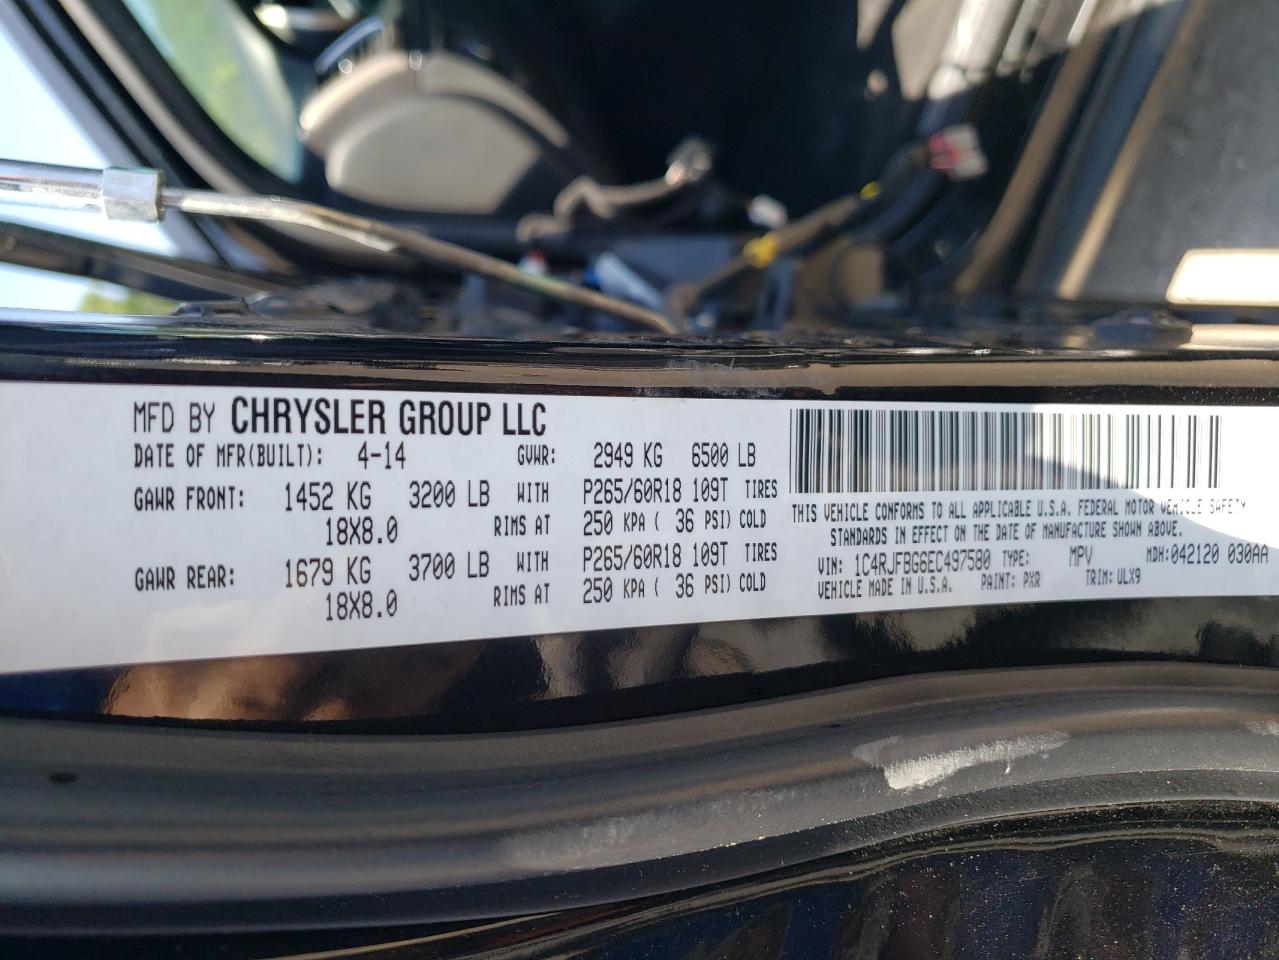 MFD BY CHRYSLER GROUP LLC
DATE OF MFR(BUILT): 4-14 GVWR: 2949 KG 6500 LB
GAWR FRONT: 1452 KG 3200 LB WITH P265/60R18 109T TIRES
18X8.0 RIMS AT 250 KPA ( 36 PSI) COLD
GAWR REAR: 1679 KG 3700 LB WITH P265/60R18 109T TIRES
18X8.0 RIMS AT 250 KPA ( 36 PSI) COLD
THIS VEHICLE CONFORMS TO ALL APPLICABLE U.S.A. FEDERAL MOTOR VEHICLE SAFETY
STANDARDS IN EFFECT ON THE DATE OF MANUFACTURE SHOWN ABOVE.
VIN: 1C4RJFBG6EC497580 TYPE: MPV MDH:042120 030AA
VEHICLE MADE IN U.S.A. PAINT: PXR TRIM: ULX9